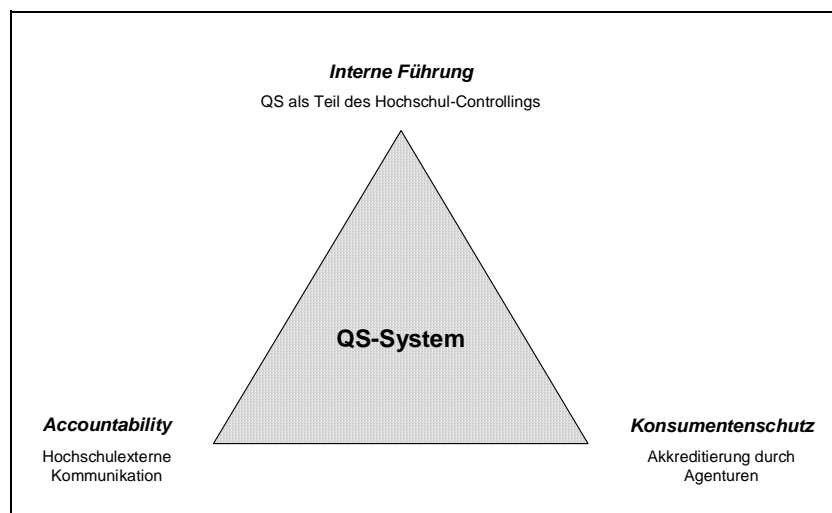 Interne Führung
QS als Teil des Hochschul-Controllings
QS-System
Accountability
Hochschulexterne
Kommunikation
Konsumentenschutz
Akkreditierung durch
Agenturen